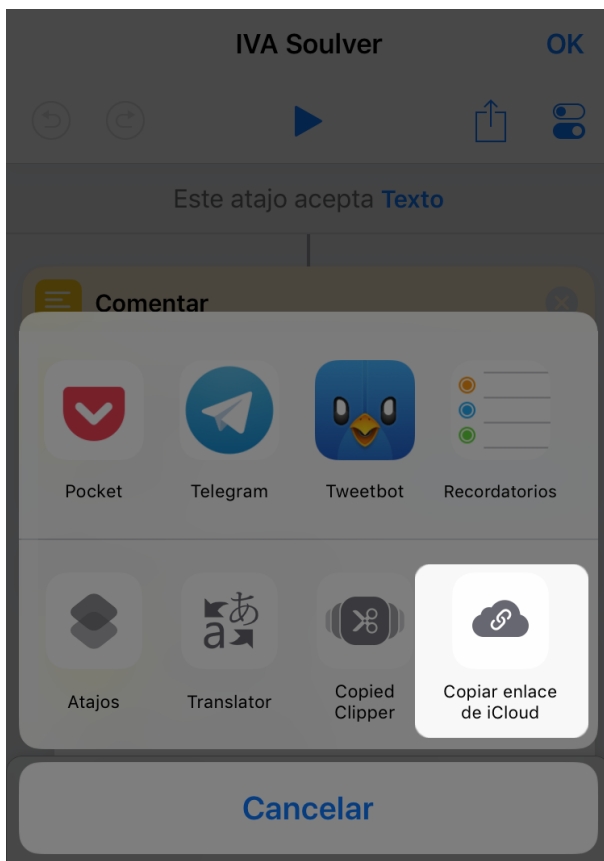 IVA Soulver
OK
Este atajo acepta Texto
Comentar
Pocket
Telegram
Tweetbot
Recordatorios
Atajos
Translator
Copied
Clipper
Copiar enlace
de iCloud
Cancelar